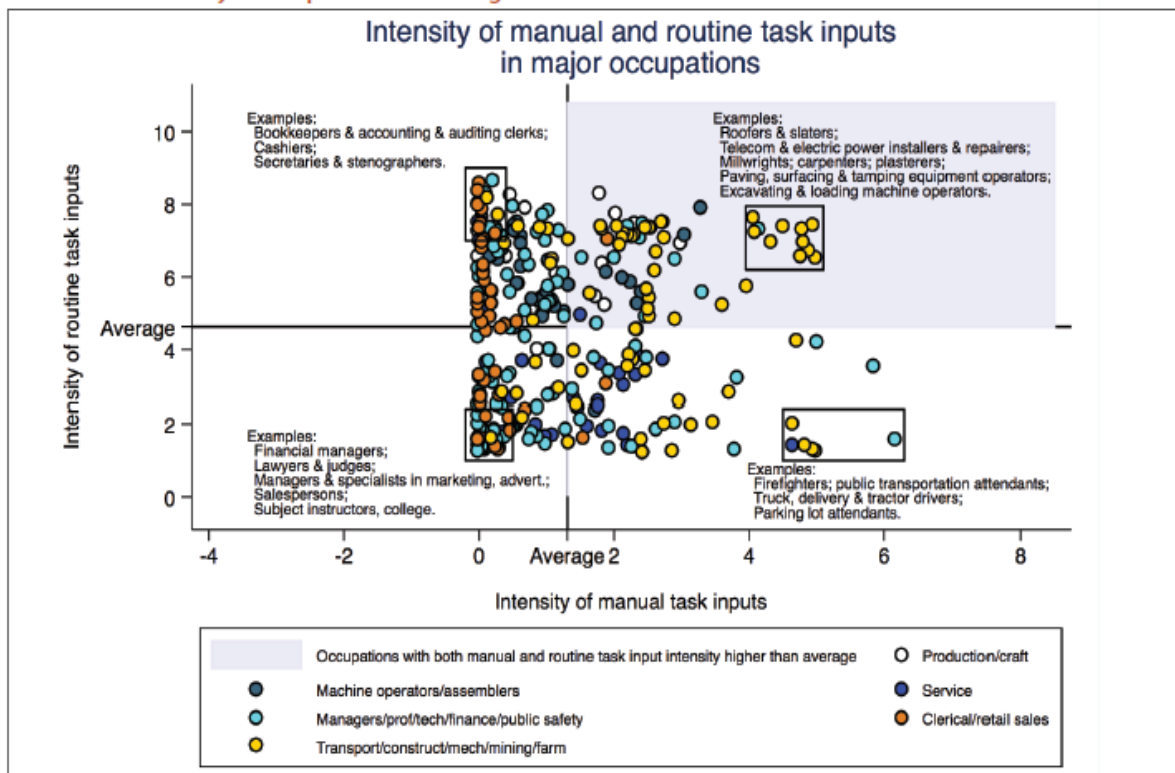 Intensity of manual and routine task inputs
in major occupations
Intensity of routine task inputs
10
8
6
Average
4
2
0
Examples:
Bookkeepers & accounting & auditing clerks;
Cashiers;
Secretaries & stenographers.
Examples:
Roofers & slaters;
Telecom & electric power installers & repairers;
Millwrights; carpenters; plasterers;
Paving, surfacing & tamping equipment operators;
Excavating & loading machine operators.
Examples:
Financial managers;
Lawyers & judges;
Managers & specialists in marketing, advert.;
Salespersons;
Subject instructors, college.
Examples:
Firefighters; public transportation attendants;
Truck, delivery & tractor drivers;
Parking lot attendants.
-4 -2 0 Average 2 4 6 8
Intensity of manual task inputs
Occupations with both manual and routine task input intensity higher than average
Production/craft
Machine operators/assemblers
Service
Managers/prof/tech/finance/public safety
Clerical/retail sales
Transport/construct/mech/mining/farm